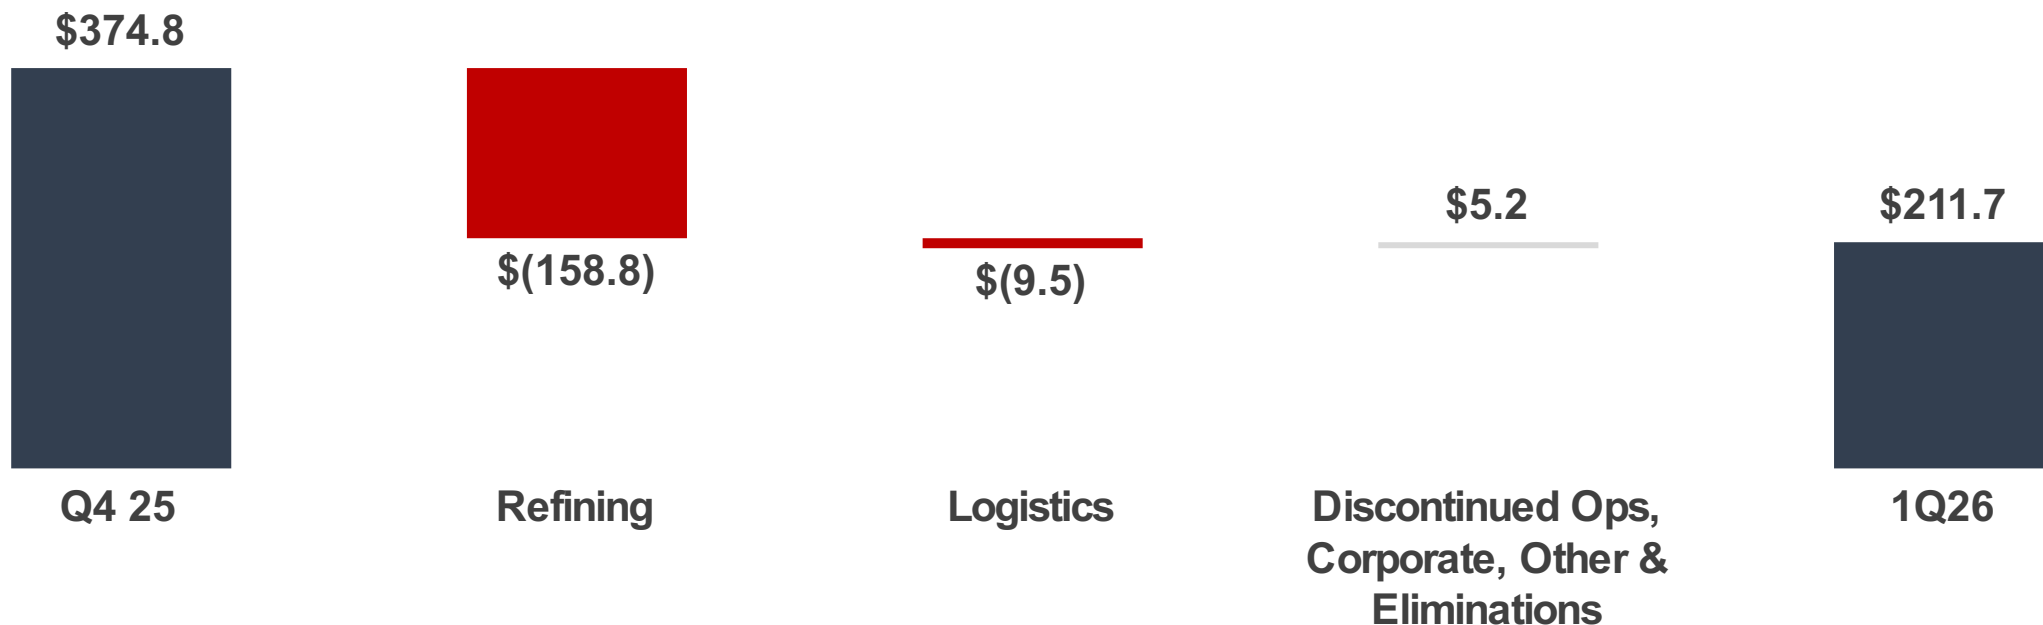 $374.8
$5.2
$211.7
$(158.8)
$(9.5)
Q4 25
Refining
Logistics
Discontinued Ops,
Corporate, Other &
Eliminations
1Q26